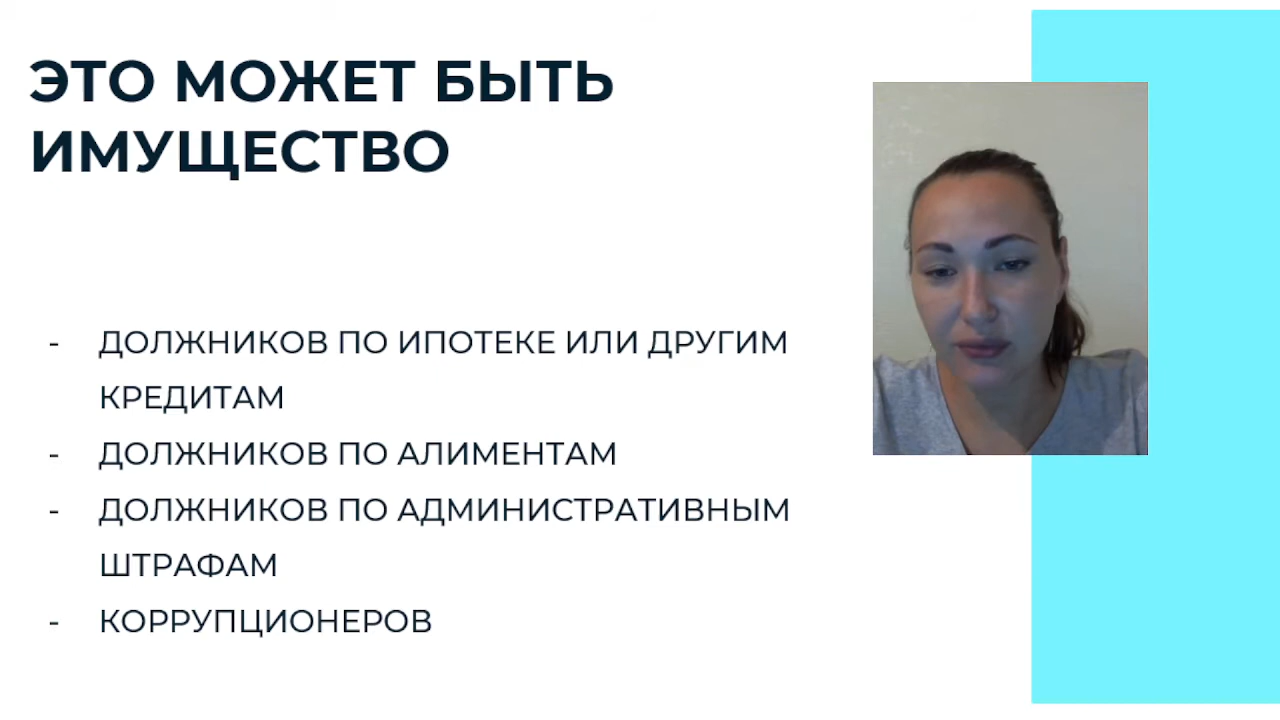 ЭТО МОЖЕТ БЫТЬ
ИМУЩЕСТВО
- ДОЛЖНИКОВ ПО ИПОТЕКЕ ИЛИ ДРУГИМ
КРЕДИТАМ
- ДОЛЖНИКОВ ПО АЛИМЕНТАМ
- ДОЛЖНИКОВ ПО АДМИНИСТРАТИВНЫМ
ШТРАФАМ
- КОРРУПЦИОНЕРОВ